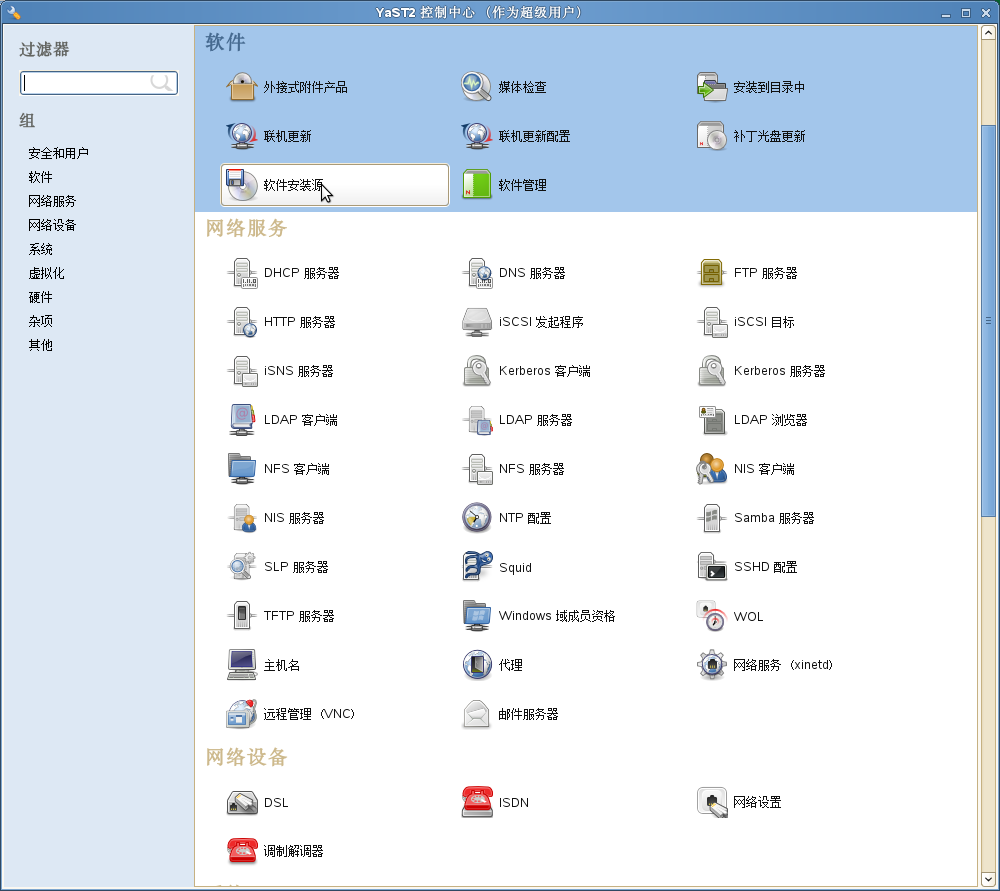 YaST2 控制中心 （作为超级用户）
过滤器
组
安全和用户
软件
网络服务
网络设备
系统
虚拟化
硬件
杂项
其他
软件
外接式附件产品 媒体检查 安装到目录中
联机更新 联机更新配置 补丁光盘更新
软件安装源 软件管理
网络服务
DHCP 服务器 DNS 服务器 FTP 服务器
HTTP 服务器 iSCSI 发起程序 iSCSI 目标
iSNS 服务器 Kerberos 客户端 Kerberos 服务器
LDAP 客户端 LDAP 服务器 LDAP 浏览器
NFS 客户端 NFS 服务器 NIS 客户端
NIS 服务器 NTP 配置 Samba 服务器
SLP 服务器 Squid SSHD 配置
TFTP 服务器 Windows 域成员资格 WOL
主机名 代理 网络服务 （xinetd）
远程管理 （VNC） 邮件服务器
网络设备
DSL ISDN 网络设置
调制解调器